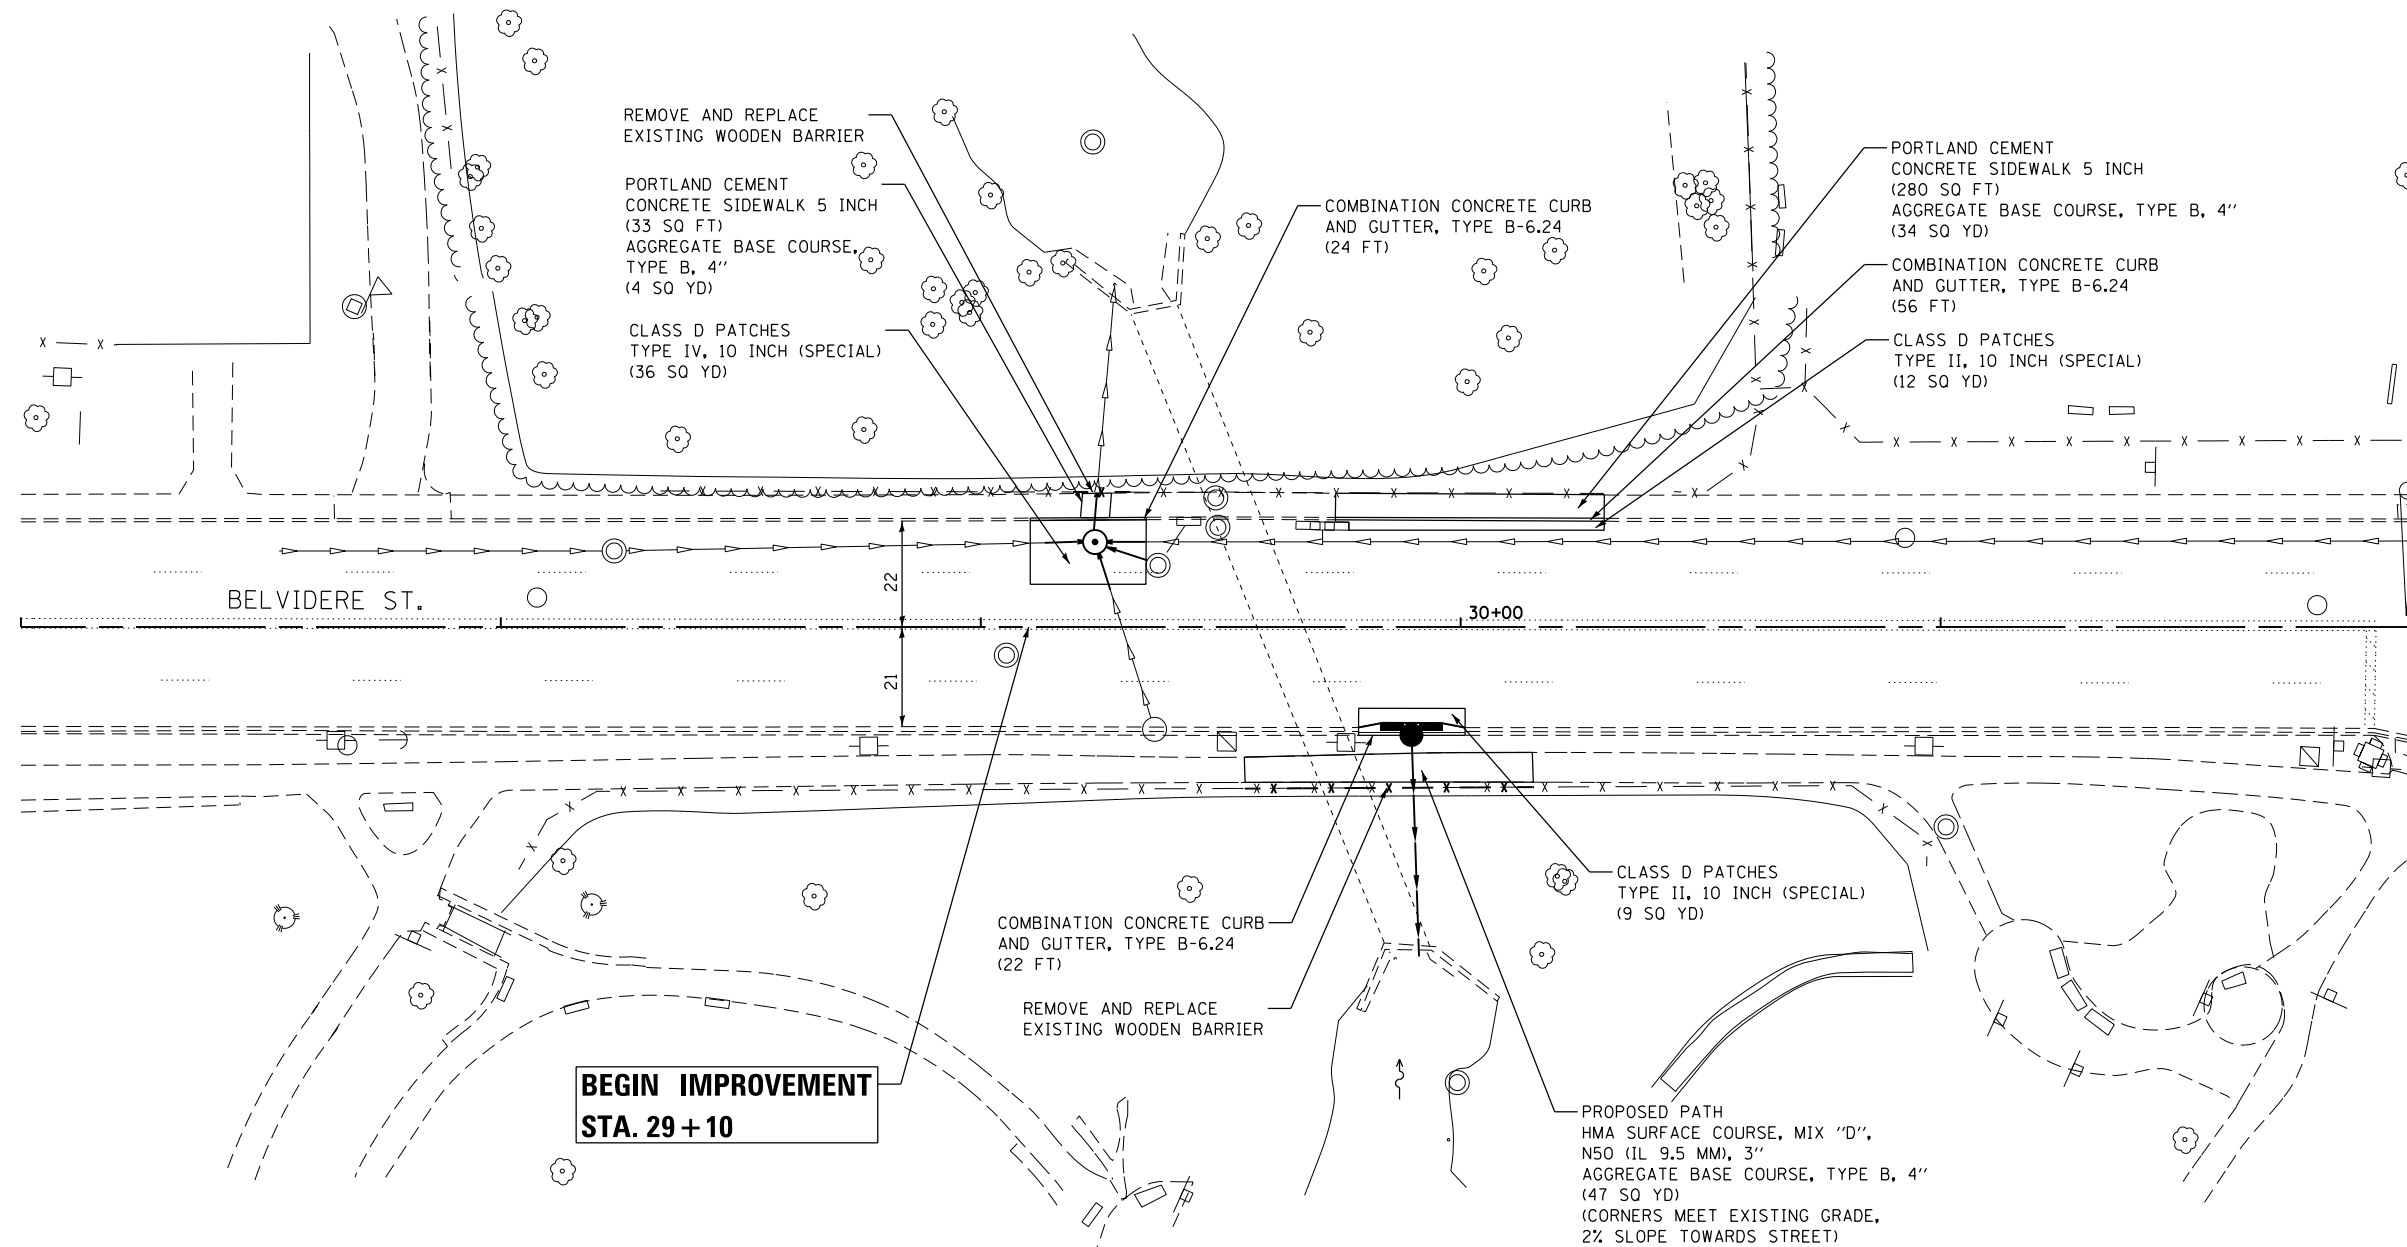 REMOVE AND REPLACE
EXISTING WOODEN BARRIER
PORTLAND CEMENT
CONCRETE SIDEWALK 5 INCH
(33 SQ FT)
AGGREGATE BASE COURSE,
TYPE B, 4''
(4 SQ YD)
CLASS D PATCHES
TYPE IV, 10 INCH (SPECIAL)
(36 SQ YD)
COMBINATION CONCRETE CURB
AND GUTTER, TYPE B-6.24
(24 FT)
PORTLAND CEMENT
CONCRETE SIDEWALK 5 INCH
(280 SQ FT)
AGGREGATE BASE COURSE, TYPE B, 4''
(34 SQ YD)
COMBINATION CONCRETE CURB
AND GUTTER, TYPE B-6.24
(56 FT)
CLASS D PATCHES
TYPE II, 10 INCH (SPECIAL)
(12 SQ YD)
22
BELVIDERE ST.
30+00
21
CLASS D PATCHES
TYPE II, 10 INCH (SPECIAL)
(9 SQ YD)
COMBINATION CONCRETE CURB
AND GUTTER, TYPE B-6.24
(22 FT)
REMOVE AND REPLACE
EXISTING WOODEN BARRIER
BEGIN IMPROVEMENT
STA. 29+10
PROPOSED PATH
HMA SURFACE COURSE, MIX ''D'',
N50 (IL 9.5 MM), 3''
AGGREGATE BASE COURSE, TYPE B, 4''
(47 SQ YD)
(CORNERS MEET EXISTING GRADE,
2% SLOPE TOWARDS STREET)